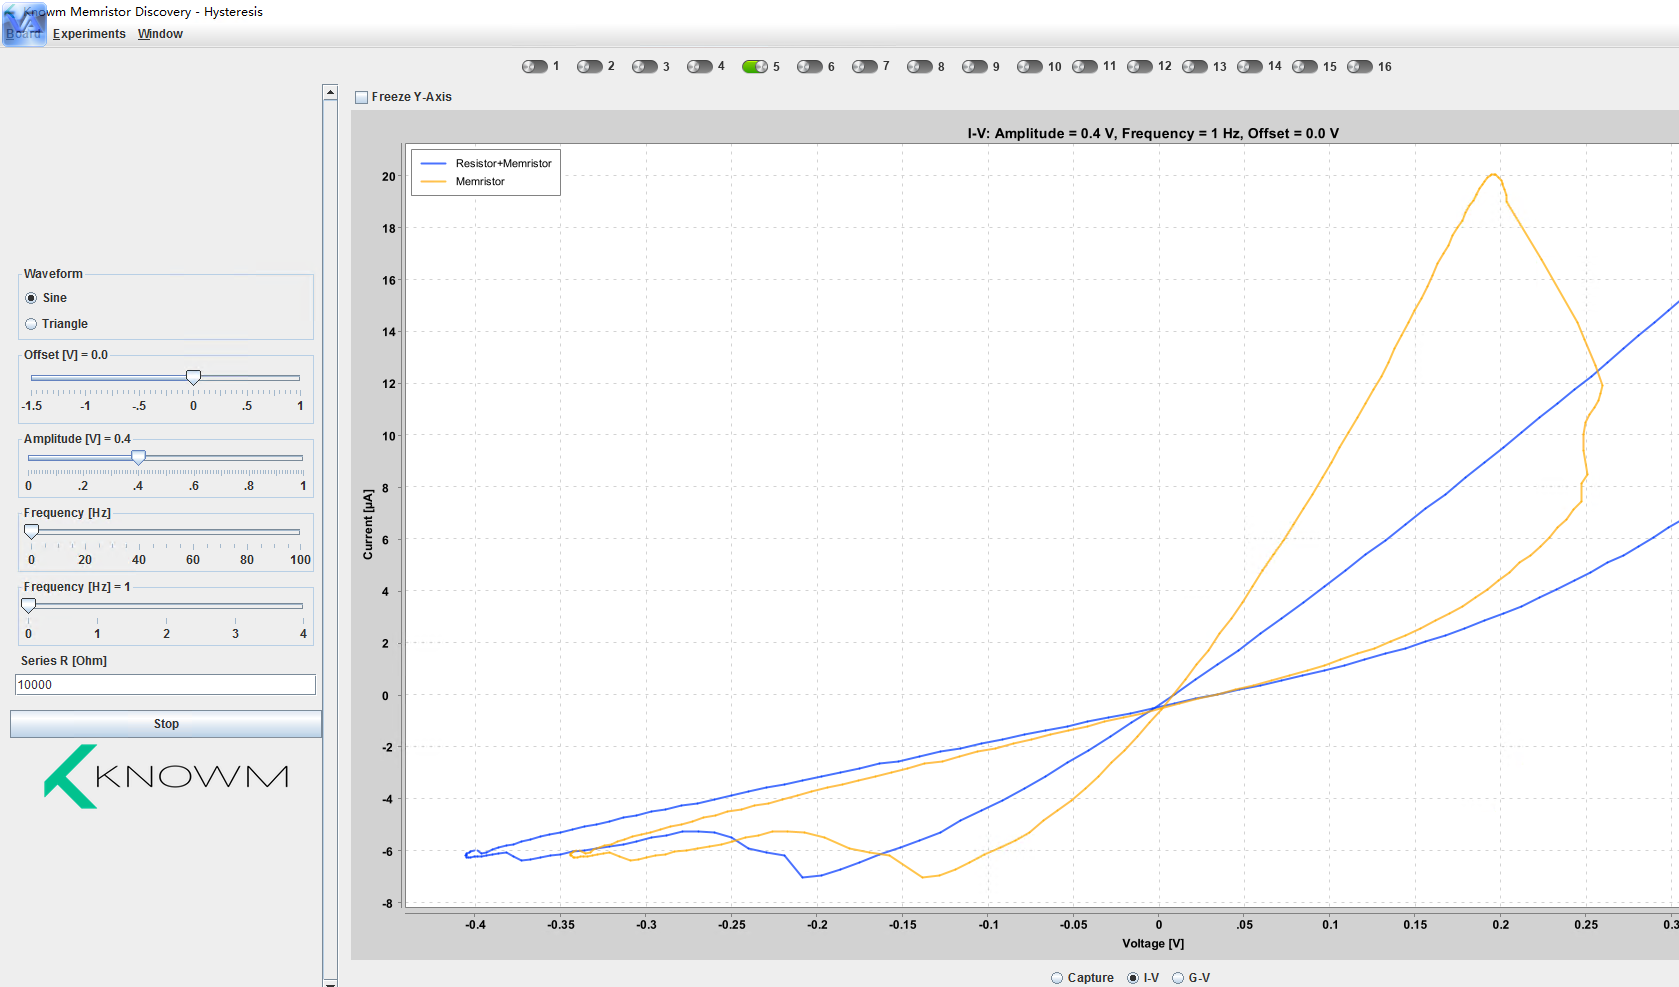 Knowm Memristor Discovery - Hysteresis
Board Experiments Window
1 2 3 4 5 6 7 8 9 10 11 12 13 14 15 16
Freeze Y-Axis
I-V: Amplitude = 0.4 V, Frequency = 1 Hz, Offset = 0.0 V
Resistor+Memristor
Memristor
20
18
16
14
12
10
8
6
4
2
0
-2
-4
-6
-8
Current [µA]
-0.4 -0.35 -0.3 -0.25 -0.2 -0.15 -0.1 -0.05 0 .05 0.1 0.15 0.2 0.25 0.3
Voltage [V]
Capture I-V G-V
Waveform
Sine
Triangle
Offset [V] = 0.0
-1.5 -1 -.5 0 .5 1
Amplitude [V] = 0.4
0 .2 .4 .6 .8 1
Frequency [Hz]
0 20 40 60 80 100
Frequency [Hz] = 1
0 1 2 3 4
Series R [Ohm]
10000
Stop
KNOWM